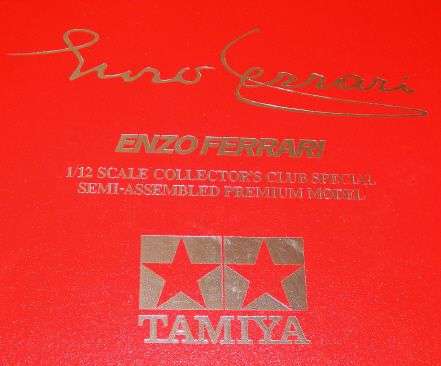 Enzo Ferrari
ENZO FERRARI
1/12 SCALE COLLECTOR'S CLUB SPECIAL
SEMI-ASSEMBLED PREMIUM MODEL
TAMIYA